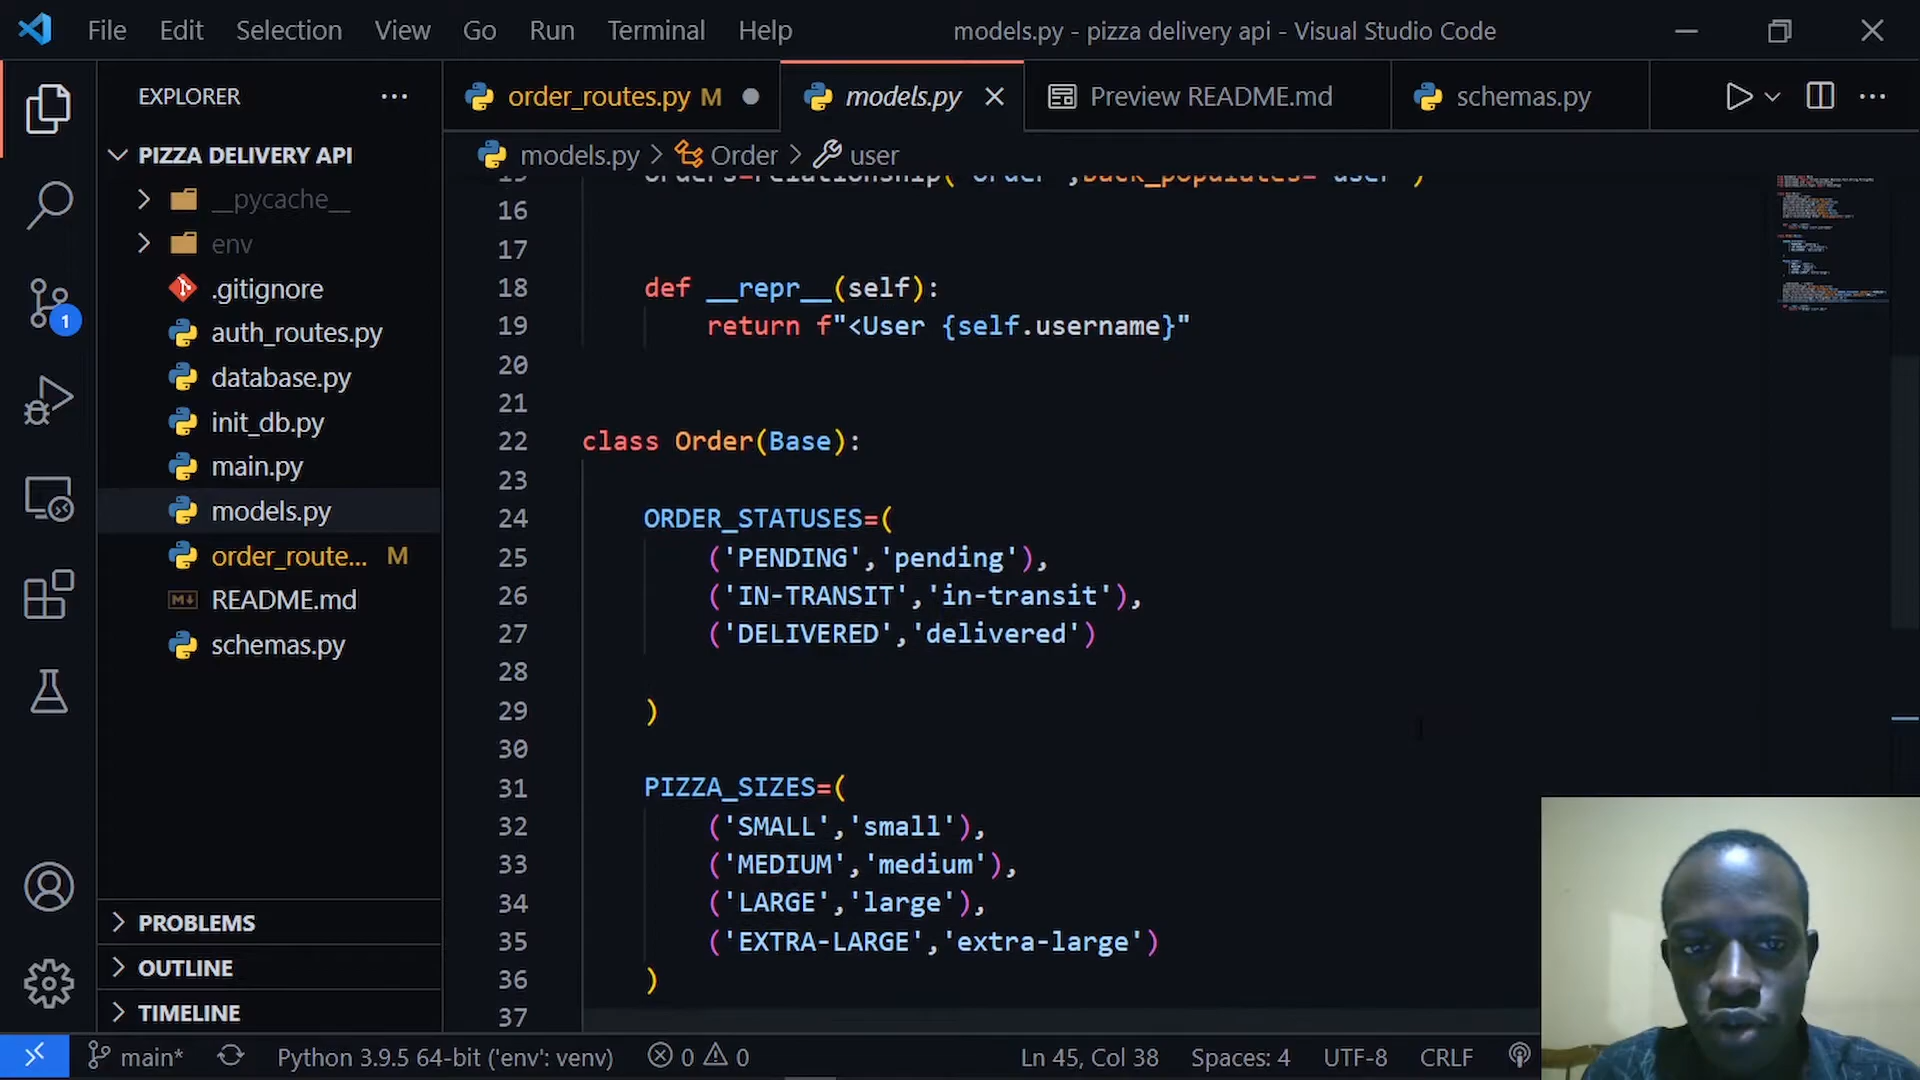 File Edit Selection View Go Run Terminal Help models.py - pizza delivery api - Visual Studio Code
EXPLORER
order_routes.py M models.py Preview README.md schemas.py
models.py > Order > user
PIZZA DELIVERY API
__pycache__
env
.gitignore
auth_routes.py
database.py
init_db.py
main.py
models.py
order_route... M
README.md
schemas.py
PROBLEMS
OUTLINE
TIMELINE
1
16
17
18 def __repr__(self):
19 return f"<User {self.username}"
20
21
22 class Order(Base):
23
24 ORDER_STATUSES=(
25 ('PENDING','pending'),
26 ('IN-TRANSIT','in-transit'),
27 ('DELIVERED','delivered')
28
29 )
30
31 PIZZA_SIZES=(
32 ('SMALL','small'),
33 ('MEDIUM','medium'),
34 ('LARGE','large'),
35 ('EXTRA-LARGE','extra-large')
36 )
37
main* Python 3.9.5 64-bit ('env': venv) 0 0 Ln 45, Col 38 Spaces: 4 UTF-8 CRLF